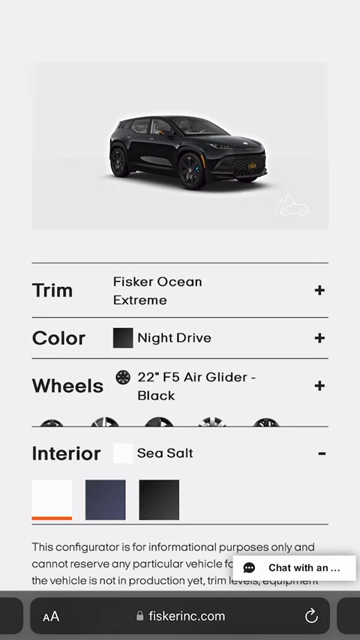 Trim
Fisker Ocean
Extreme
+
Color
Night Drive
+
Wheels
22" F5 Air Glider -
Black
+
Interior
Sea Salt
-
This configurator is for informational purposes only and
cannot reserve any particular vehicle
the vehicle is not in production yet, trim levels, equipment
Chat with an ...
AA
fiskerinc.com